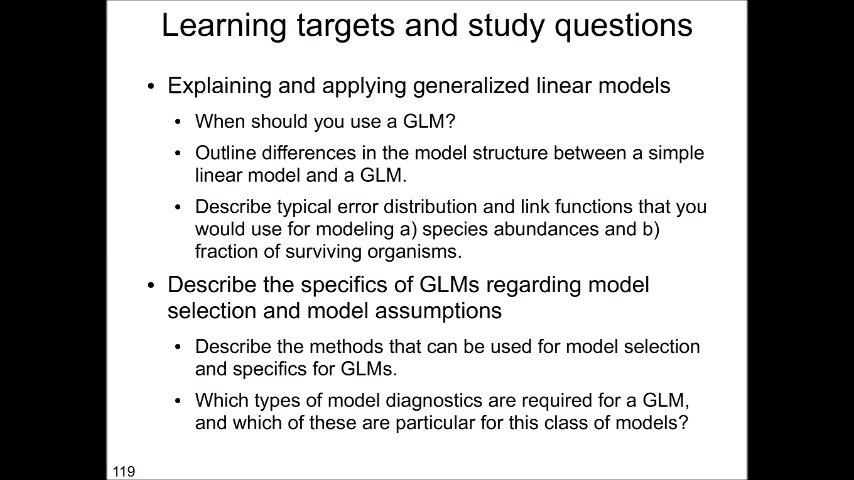 Learning targets and study questions
• Explaining and applying generalized linear models
• When should you use a GLM?
• Outline differences in the model structure between a simple
linear model and a GLM.
• Describe typical error distribution and link functions that you
would use for modeling a) species abundances and b)
fraction of surviving organisms.
• Describe the specifics of GLMs regarding model
selection and model assumptions
• Describe the methods that can be used for model selection
and specifics for GLMs.
• Which types of model diagnostics are required for a GLM,
and which of these are particular for this class of models?
119